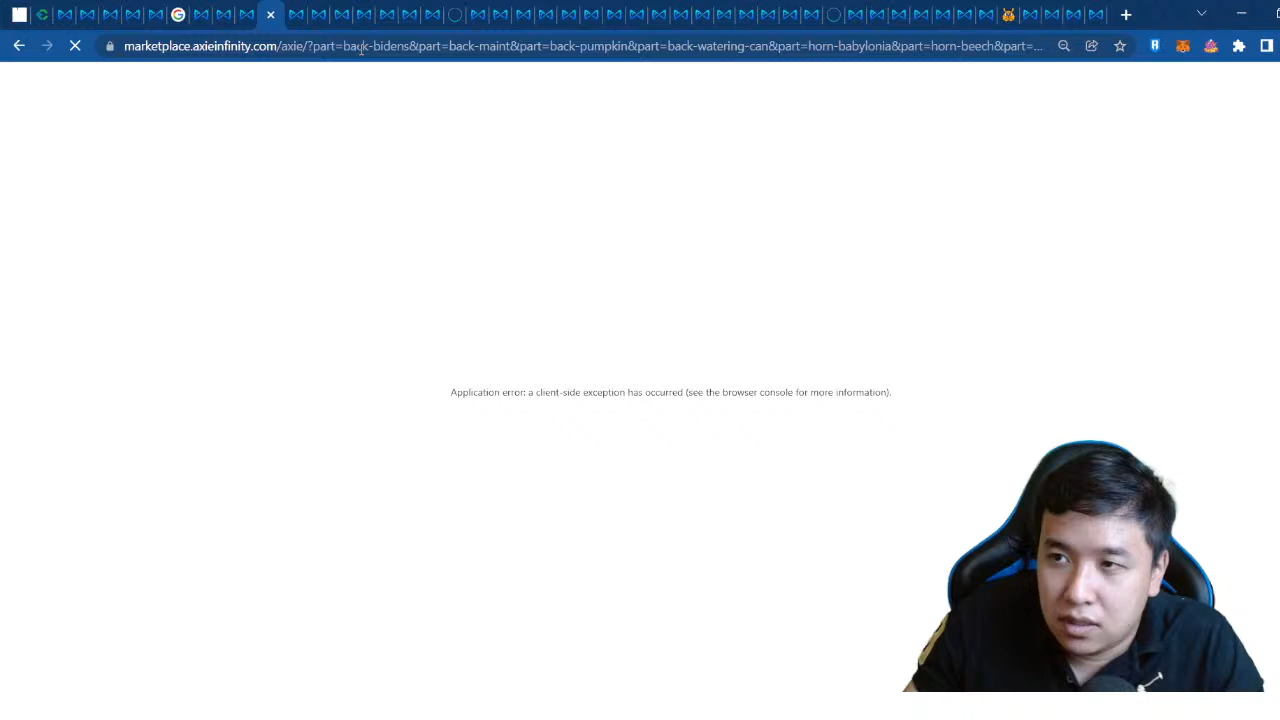 marketplace.axieinfinity.com/axie/?part=back-bidens&part=back-maint&part=back-pumpkin&part=back-watering-can&part=horn-babylonia&part=horn-beech&part=...
Application error: a client-side exception has occurred (see the browser console for more information).